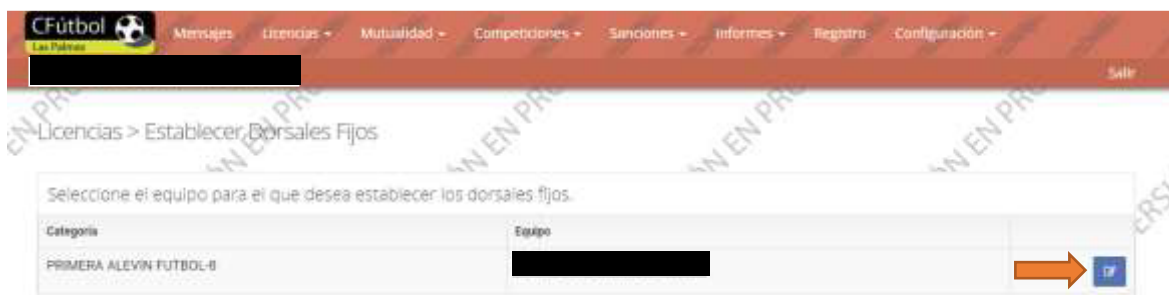 CFútbol
Las Palmas
Mensajes Licencias Mutualidad Competiciones Sanciones Informes Registro Configuración
Salir
Licencias > Establecer Dorsales Fijos
Seleccione el equipo para el que desea establecer los dorsales fijos.
Categoría Equipo
PRIMERA ALEVIN FUTBOL-8